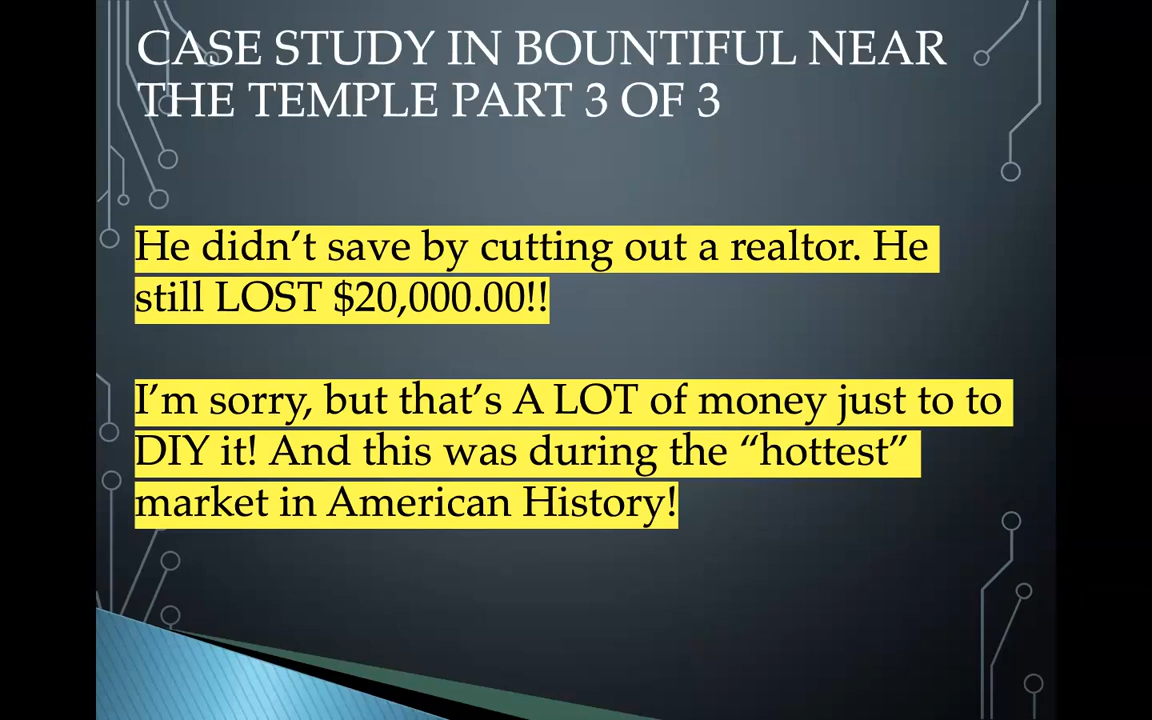 CASE STUDY IN BOUNTIFUL NEAR
THE TEMPLE PART 3 OF 3
He didn’t save by cutting out a realtor. He
still LOST $20,000.00!!
I’m sorry, but that’s A LOT of money just to to
DIY it! And this was during the “hottest”
market in American History!